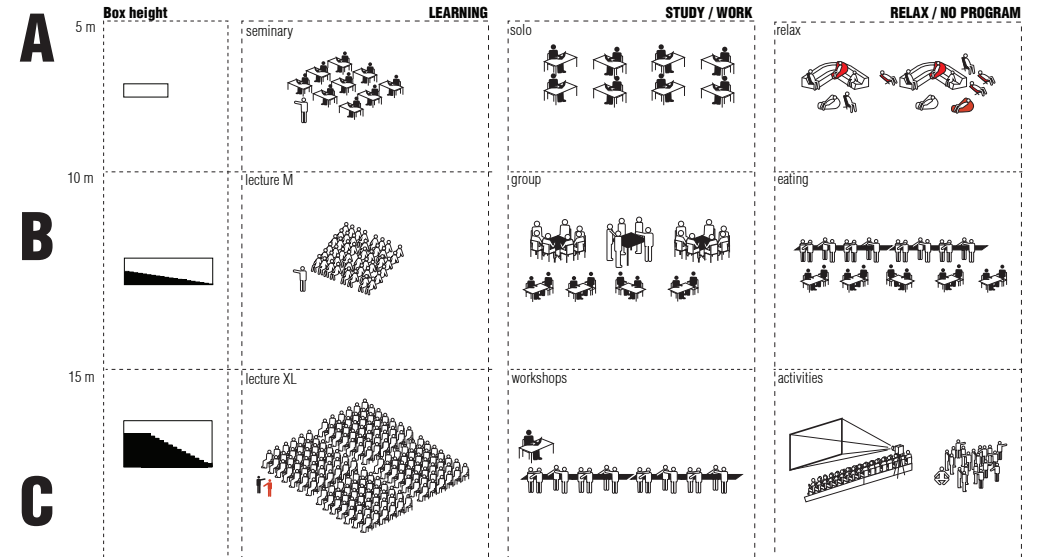 Box height
LEARNING
STUDY / WORK
RELAX / NO PROGRAM
A
5 m
seminary
solo
relax
10 m
lecture M
group
eating
B
15 m
lecture XL
workshops
activities
C